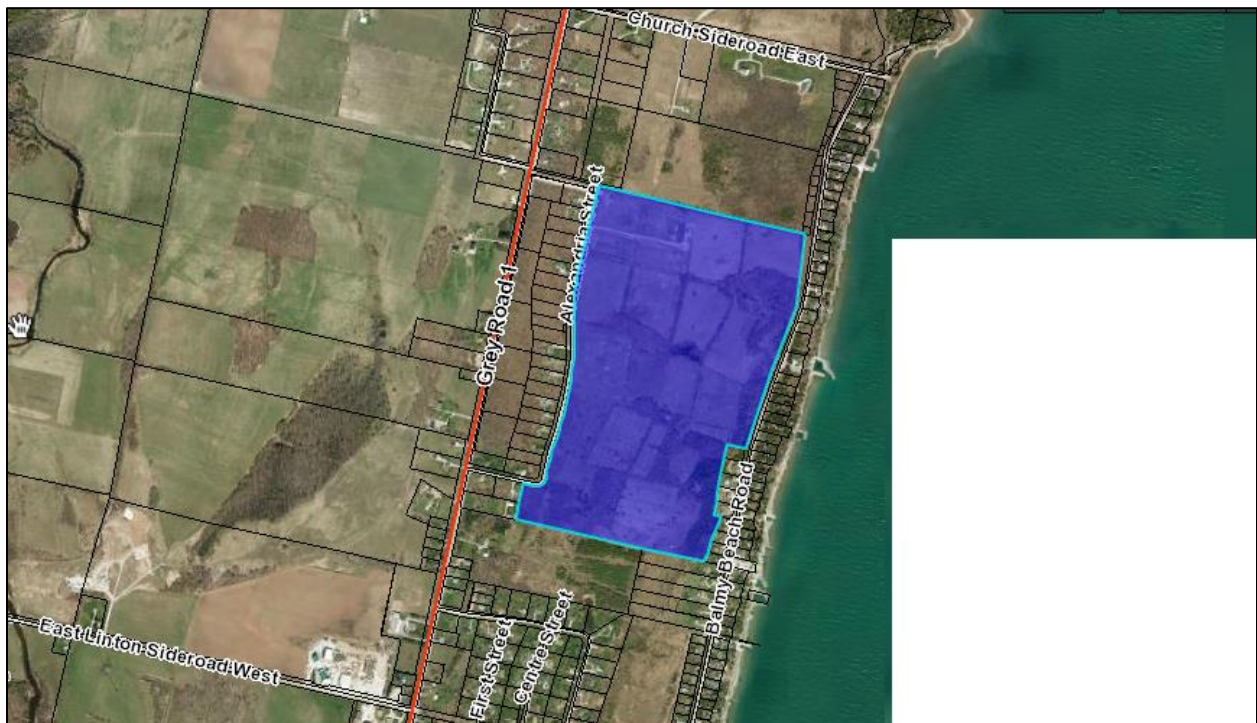 Church Sideroad East
Alexandria Street
Grey Road 1
Balmy Beach Road
East Linton Sideroad West
First Street
Centre Street